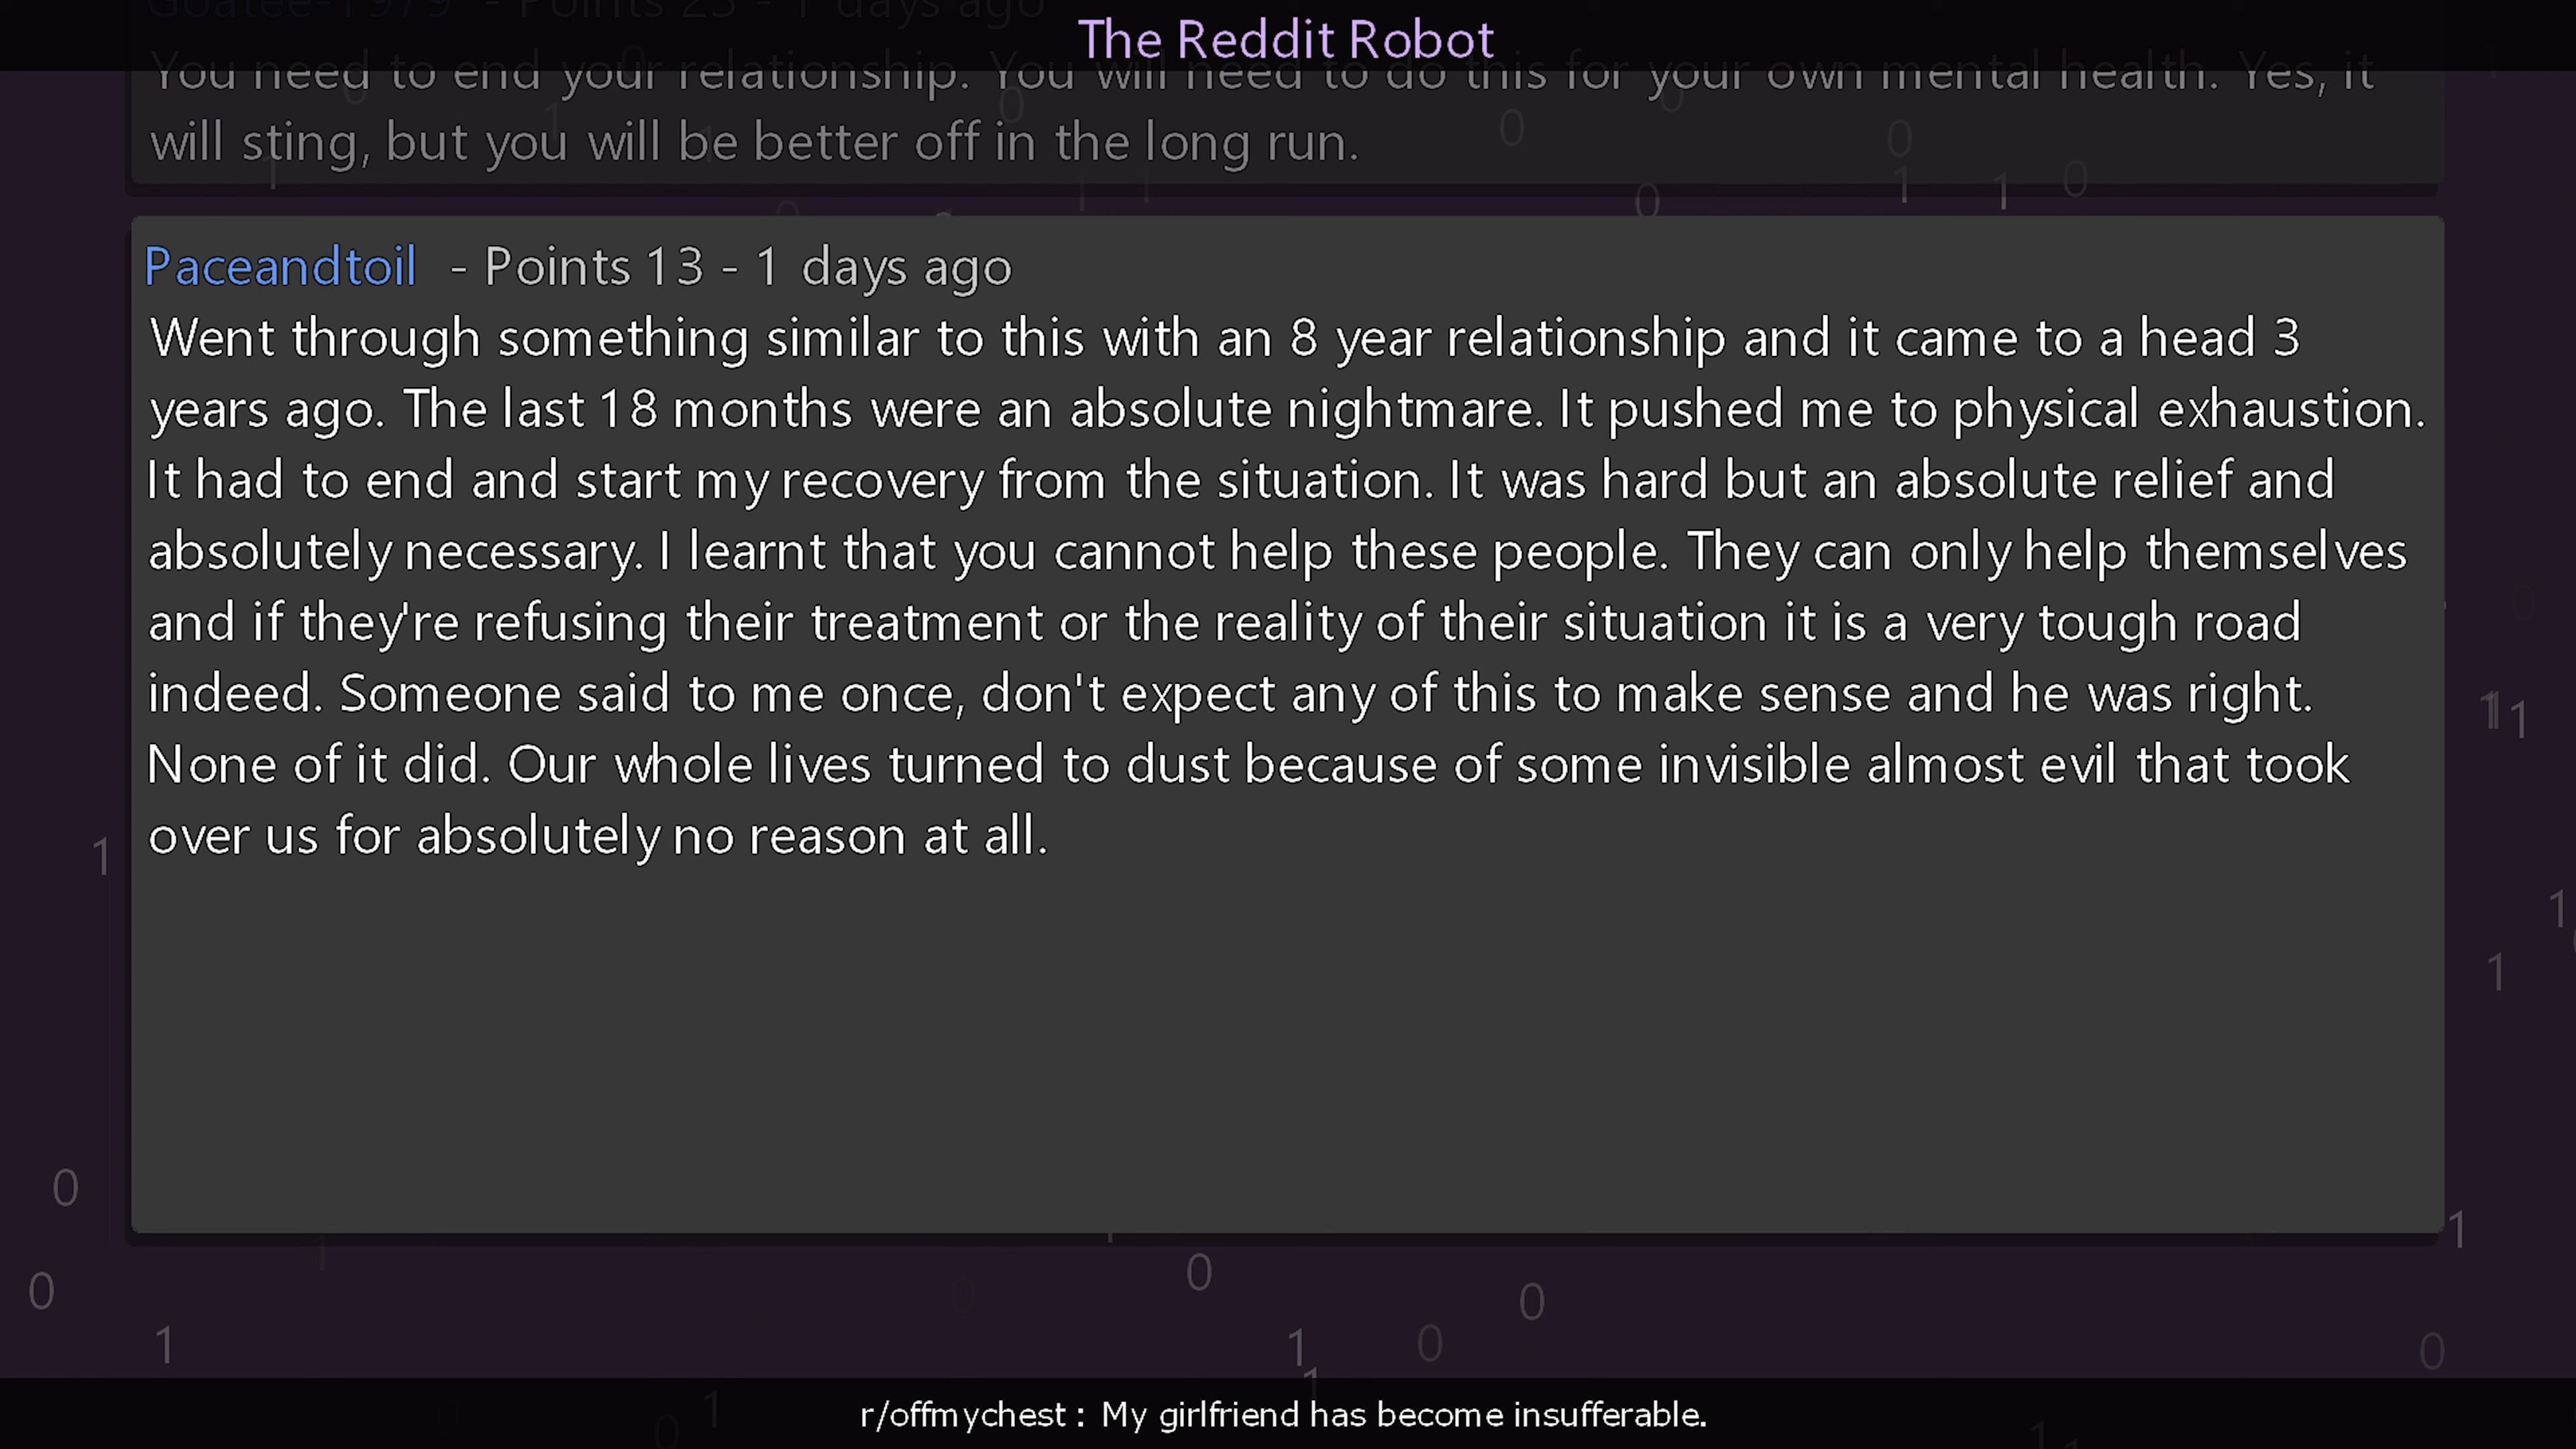 Goatee-1979 - Points 23 - 1 days ago
The Reddit Robot
You need to end your relationship. You will need to do this for your own mental health. Yes, it
will sting, but you will be better off in the long run.
Paceandtoil - Points 13 - 1 days ago
Went through something similar to this with an 8 year relationship and it came to a head 3
years ago. The last 18 months were an absolute nightmare. It pushed me to physical exhaustion.
It had to end and start my recovery from the situation. It was hard but an absolute relief and
absolutely necessary. I learnt that you cannot help these people. They can only help themselves
and if they're refusing their treatment or the reality of their situation it is a very tough road
indeed. Someone said to me once, don't expect any of this to make sense and he was right.
None of it did. Our whole lives turned to dust because of some invisible almost evil that took
over us for absolutely no reason at all.
r/offmychest : My girlfriend has become insufferable.